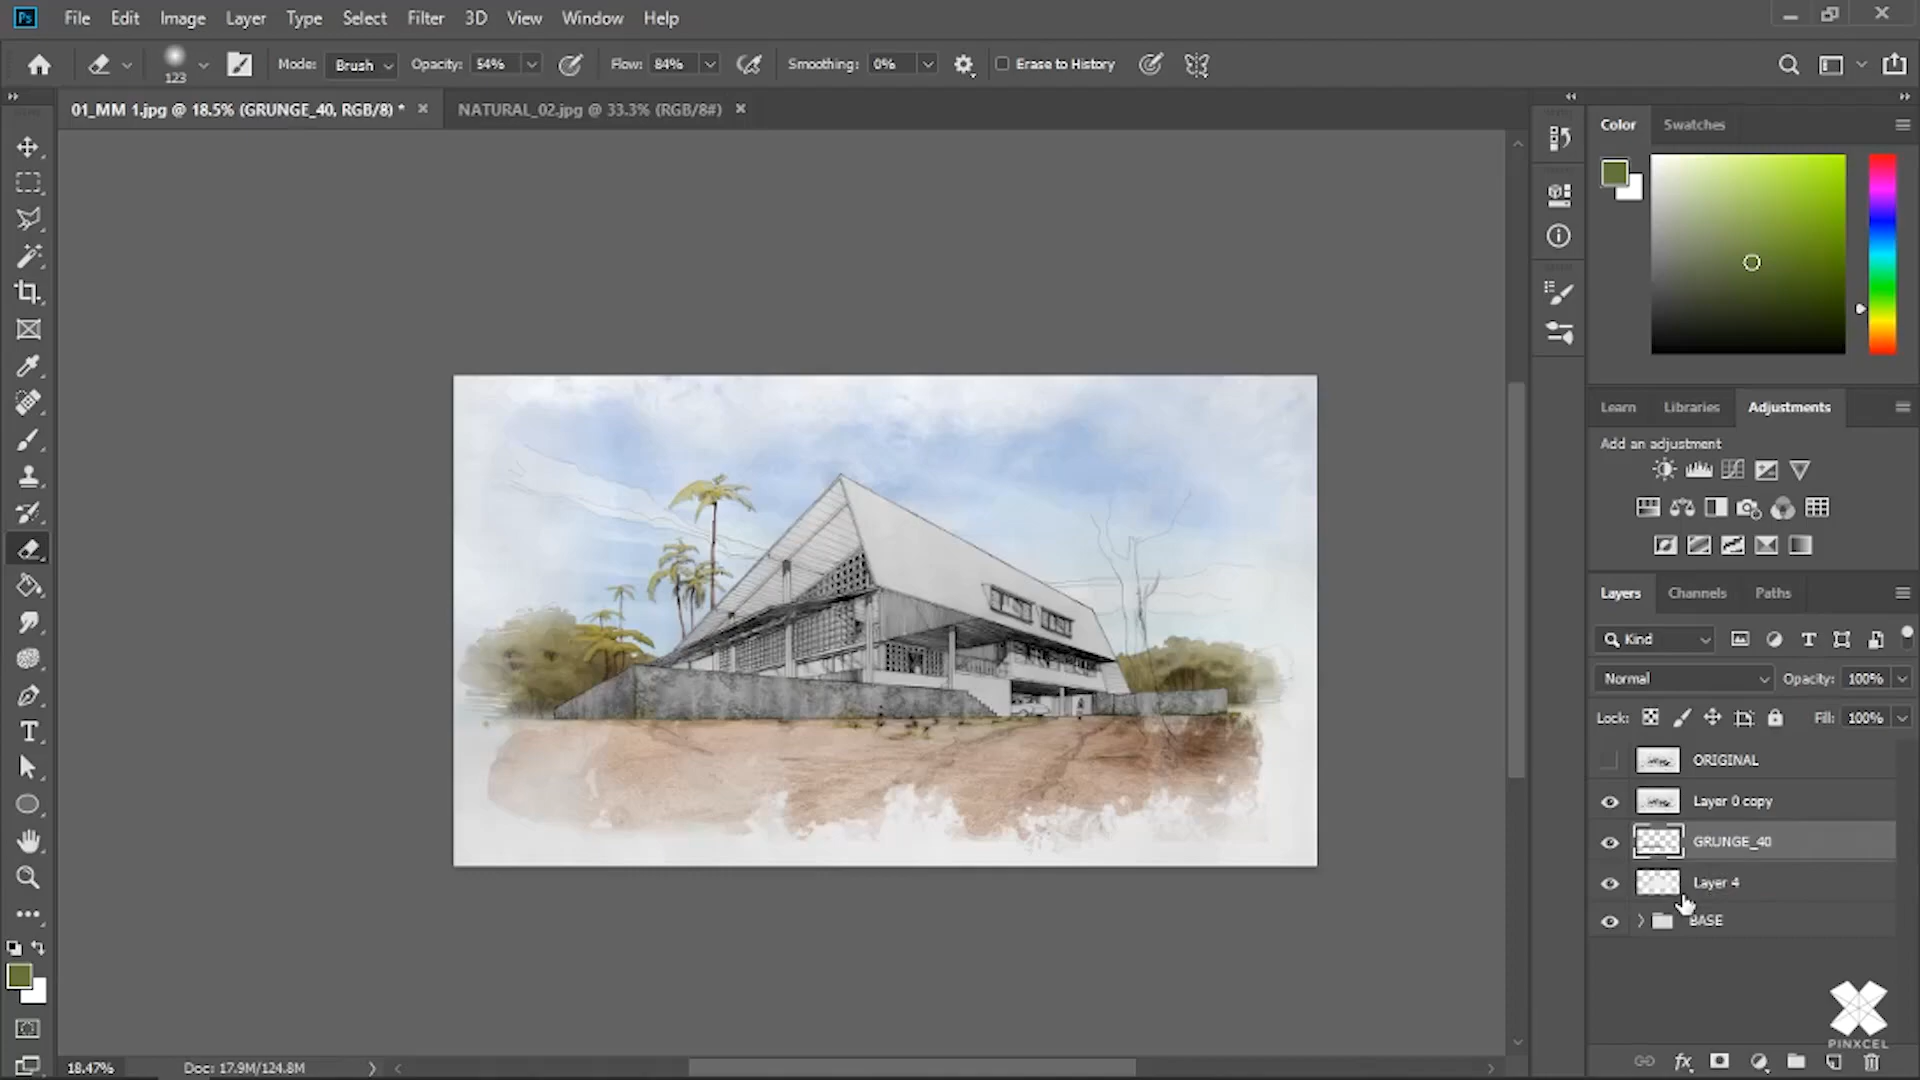 Ps File Edit Image Layer Type Select Filter 3D View Window Help
123 Mode: Brush Opacity: 54% Flow: 84% Smoothing: 0% Erase to History
01_MM 1.jpg @ 18.5% (GRUNGE_40, RGB/8) * NATURAL_02.jpg @ 33.3% (RGB/8#)
Color Swatches
Learn Libraries Adjustments
Add an adjustment
Layers Channels Paths
Kind
Normal Opacity: 100%
Lock: Fill: 100%
ORIGINAL
Layer 0 copy
GRUNGE_40
Layer 4
BASE
PINXCEL
18.47% Doc: 17.9M/124.8M